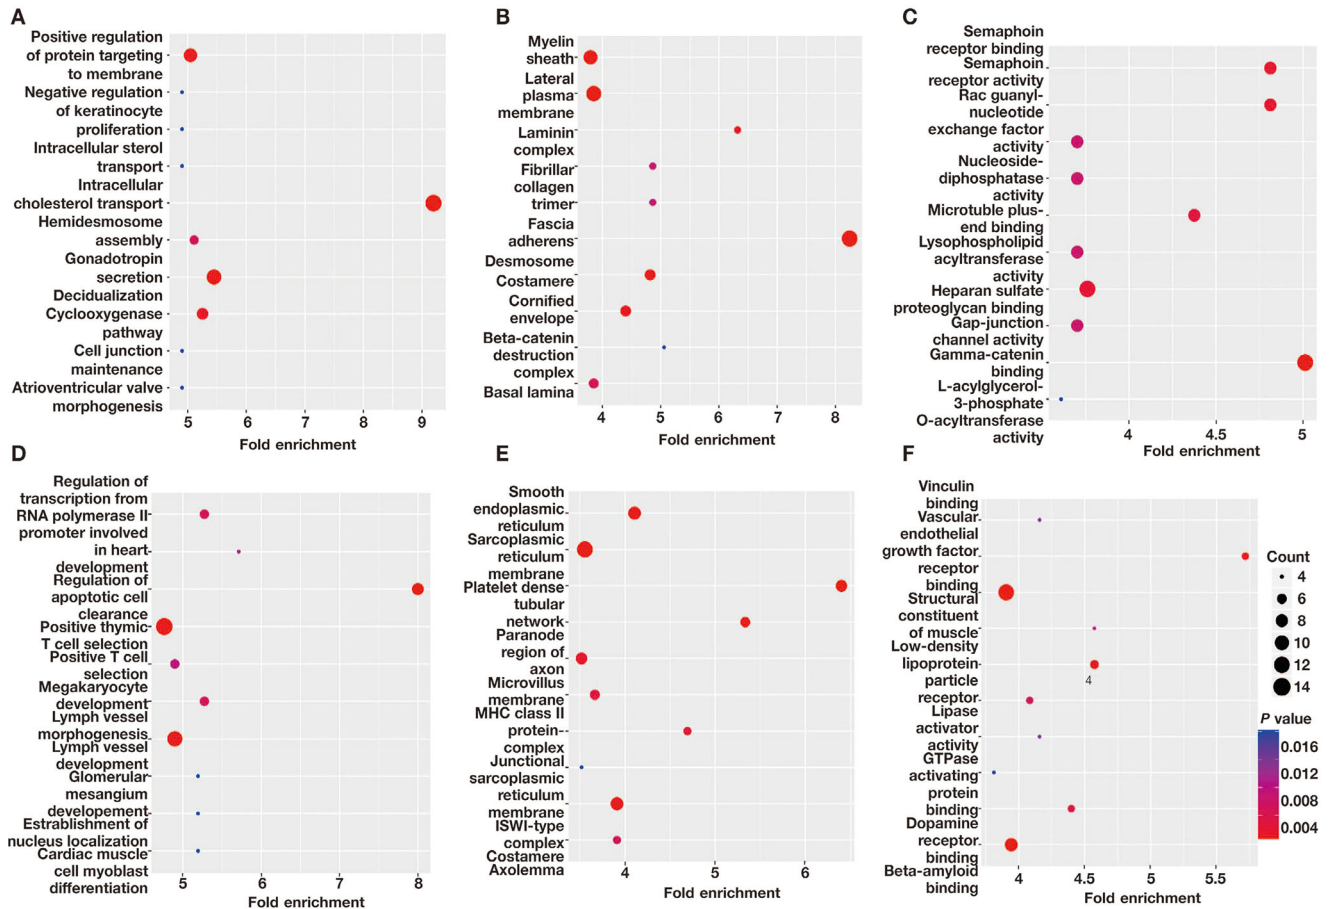 A
Positive regulation
of protein targeting
to membrane
Negative regulation
of keratinocyte
proliferation
Intracellular sterol
transport
Intracellular
cholesterol transport
Hemidesmosome
assembly
Gonadotropin
secretion
Decidualization
Cyclooxygenase
pathway
Cell junction
maintenance
Atrioventricular valve
morphogenesis
5 6 7 8 9
Fold enrichment
B
Myelin
sheath
Lateral
plasma
membrane
Laminin
complex
Fibrillar
collagen
trimer
Fascia
adherens
Desmosome
Costamere
Cornified
envelope
Beta-catenin
destruction
complex
Basal lamina
4 5 6 7 8
Fold enrichment
C
Semaphoin
receptor binding
Semaphoin
receptor activity
Rac guanyl-
nucleotide
exchange factor
activity
Nucleoside-
diphosphatase
activity
Microtuble plus-
end binding
Lysophospholipid
acyltransferase
activity
Heparan sulfate
proteoglycan binding
Gap-junction
channel activity
Gamma-catenin
binding
L-acylglycerol-
3-phosphate
O-acyltransferase
activity
4 4.5 5
Fold enrichment
D
Regulation of
transcription from
RNA polymerase II
promoter involved
in heart
development
Regulation of
apoptotic cell
clearance
Positive thymic
T cell selection
Positive T cell
selection
Megakaryocyte
development
Lymph vessel
morphogenesis
Lymph vessel
development
Glomerular
mesangium
developement
Estrablishment of
nucleus localization
Cardiac muscle
cell myoblast
differentiation
5 6 7 8
Fold enrichment
E
Smooth
endoplasmic
reticulum
Sarcoplasmic
reticulum
membrane
Platelet dense
tubular
network
Paranode
region of
axon
Microvillus
membrane
MHC class II
protein-
complex
Junctional
sarcoplasmic
reticulum
membrane
ISWI-type
complex
Costamere
Axolemma
4 5 6
Fold enrichment
F
Vinculin
binding
Vascular
endothelial
growth factor
receptor
binding
Structural
constituent
of muscle
Low-density
lipoprotein
particle
receptor
Lipase
activator
activity
GTPase
activating
protein
binding
Dopamine
receptor
binding
Beta-amyloid
binding
4
4 4.5 5 5.5
Fold enrichment
Count
4
6
8
10
12
14
P value
0.016
0.012
0.008
0.004